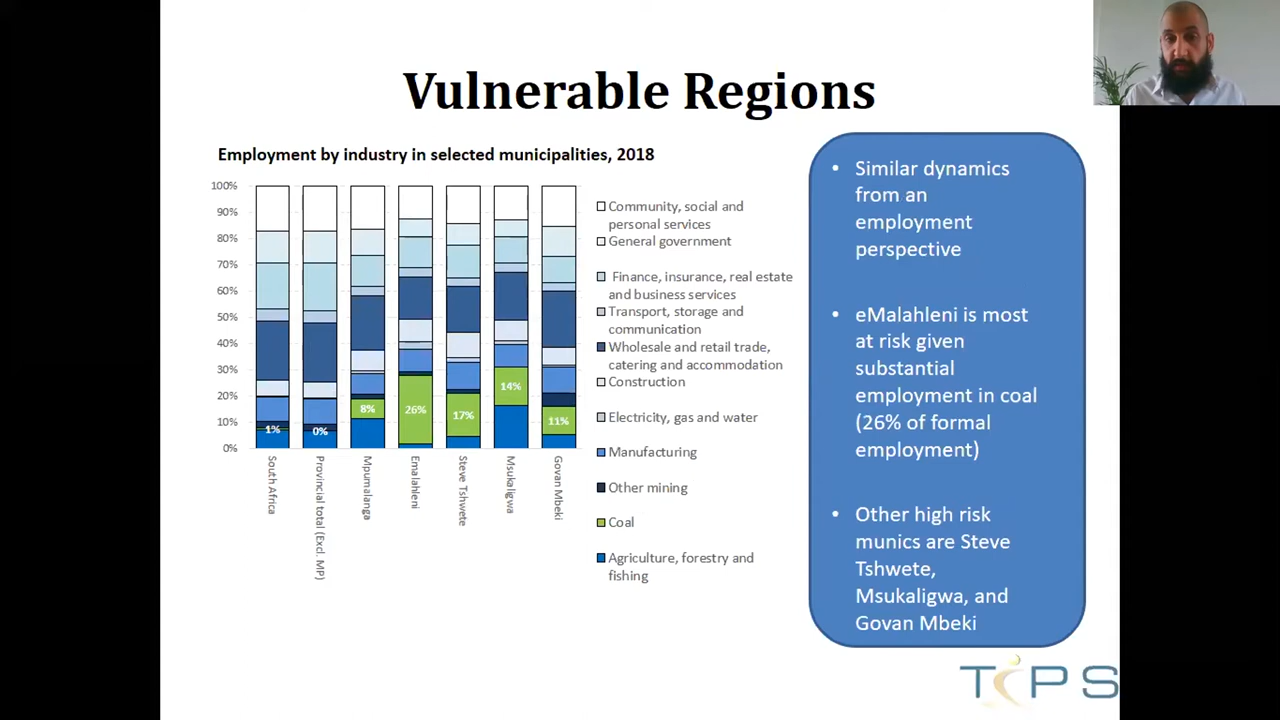 Vulnerable Regions
Employment by industry in selected municipalities, 2018
100%
90%
80%
70%
60%
50%
40%
30%
20%
10%
0%
1%
0%
8%
26%
17%
14%
11%
South Africa
Provincial total (Excl. MP)
Mpumalanga
Emalahleni
Steve Tshwete
Msukaligwa
Govan Mbeki
Community, social and
personal services
General government
Finance, insurance, real estate
and business services
Transport, storage and
communication
Wholesale and retail trade,
catering and accommodation
Construction
Electricity, gas and water
Manufacturing
Other mining
Coal
Agriculture, forestry and
fishing
• Similar dynamics
from an
employment
perspective
• eMalahleni is most
at risk given
substantial
employment in coal
(26% of formal
employment)
• Other high risk
munics are Steve
Tshwete,
Msukaligwa, and
Govan Mbeki
TIPS